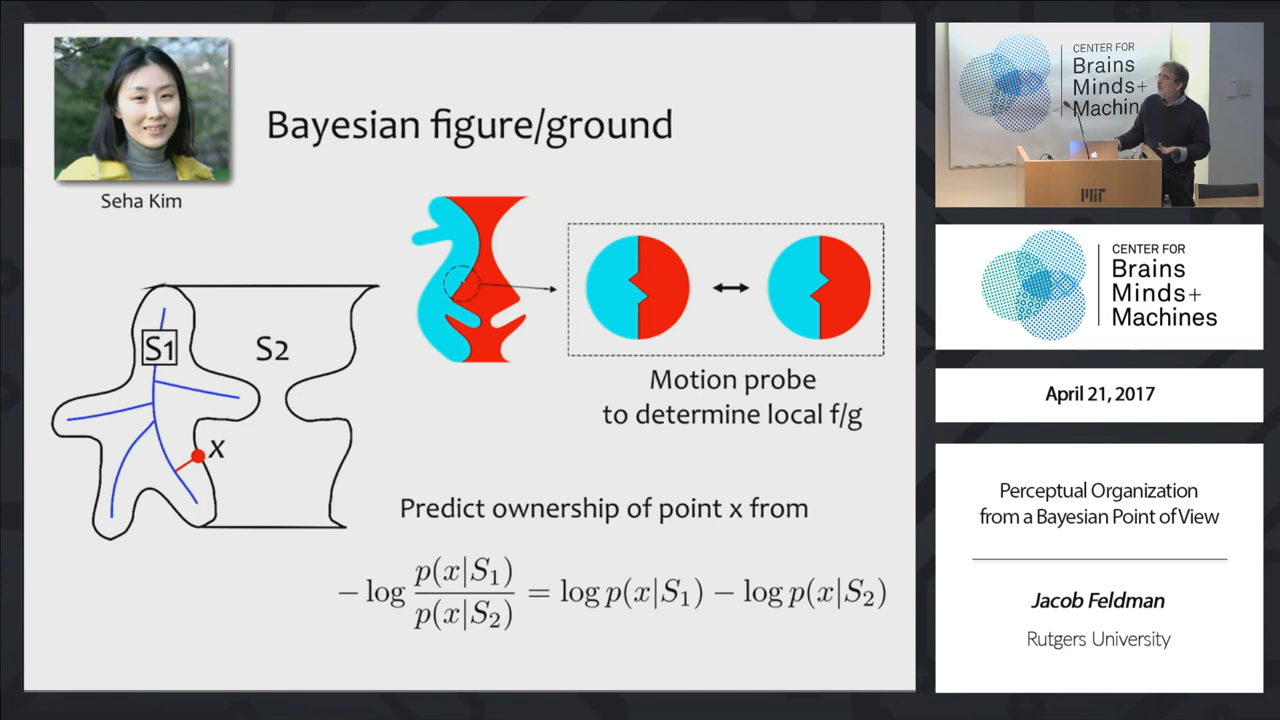 Seha Kim
Bayesian figure/ground
S1
S2
x
Motion probe
to determine local f/g
Predict ownership of point x from
− log p(x|S₁) / p(x|S₂) = log p(x|S₁) − log p(x|S₂)
CENTER FOR
Brains
Minds+
Machin
MIT
CENTER FOR
Brains
Minds+
Machines
April 21, 2017
Perceptual Organization
from a Bayesian Point of View
Jacob Feldman
Rutgers University